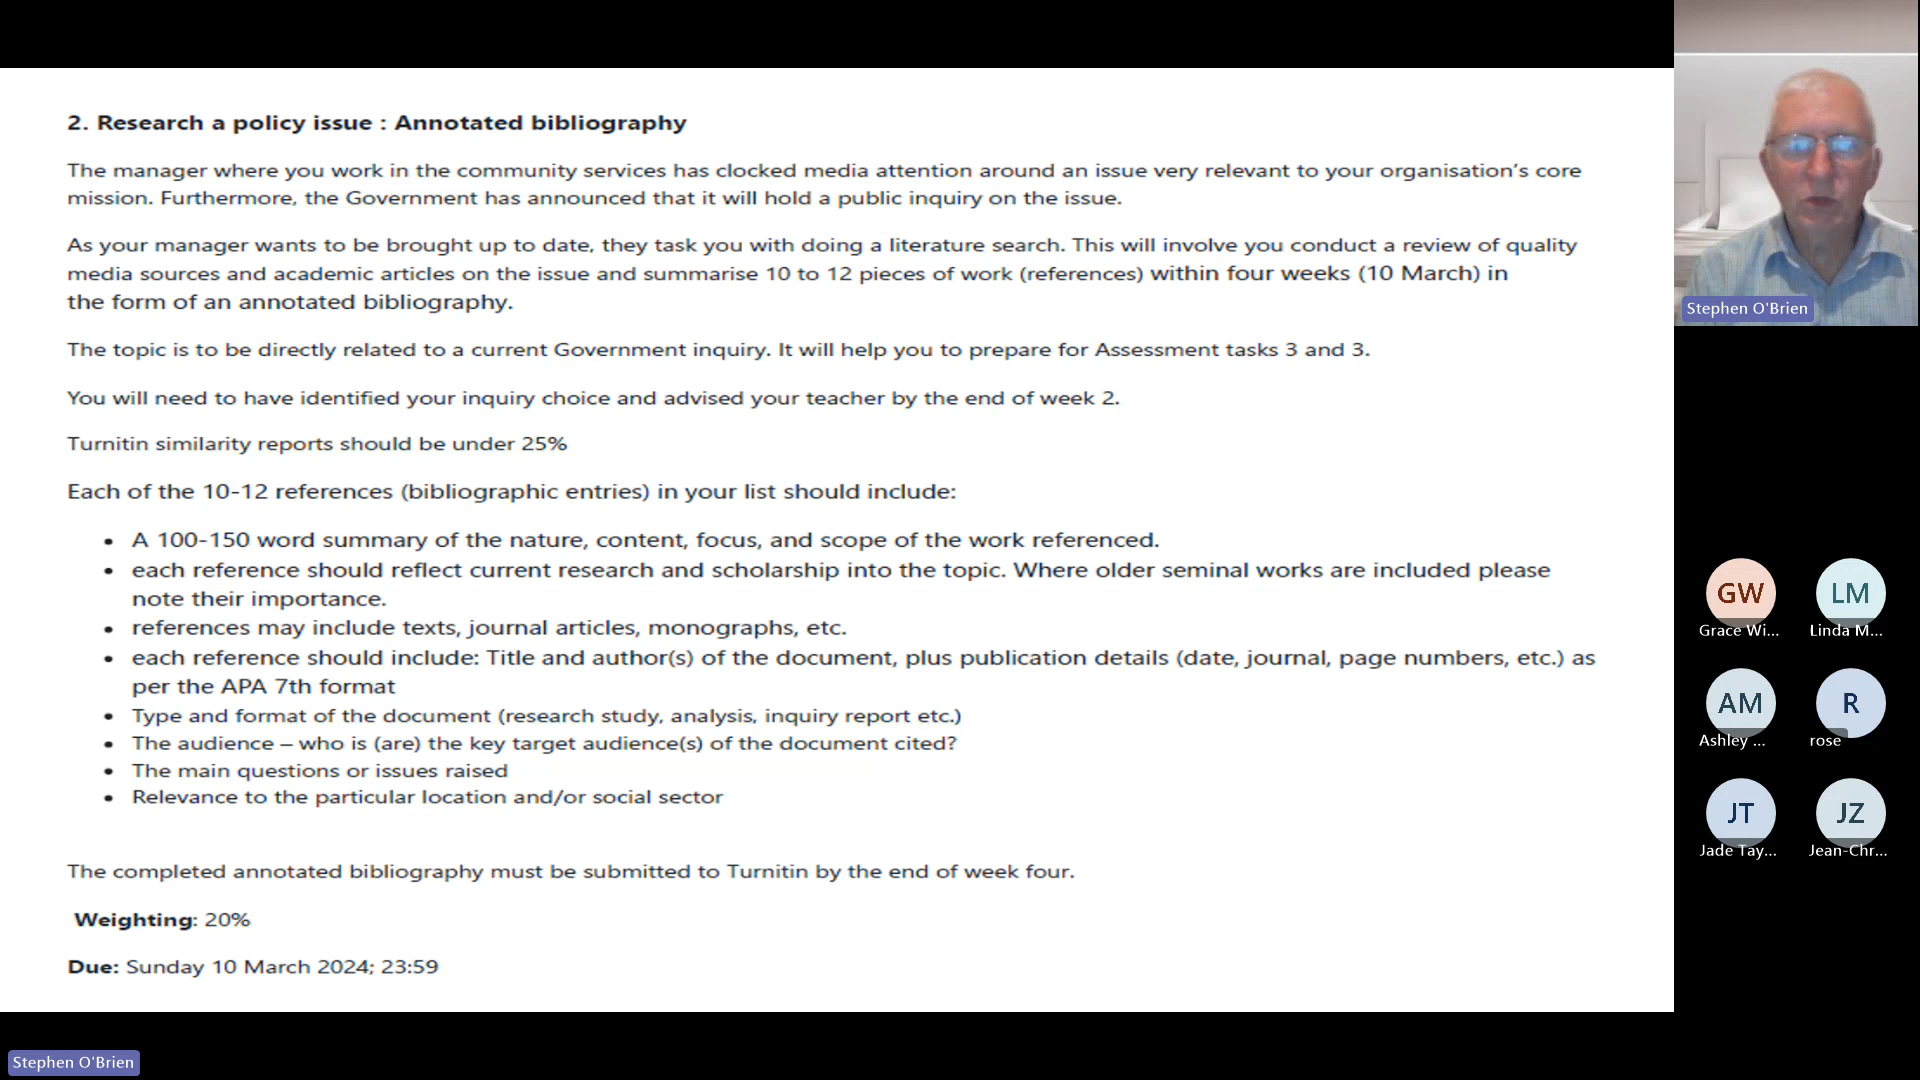 2. Research a policy issue : Annotated bibliography
The manager where you work in the community services has clocked media attention around an issue very relevant to your organisation's core
mission. Furthermore, the Government has announced that it will hold a public inquiry on the issue.
As your manager wants to be brought up to date, they task you with doing a literature search. This will involve you conduct a review of quality
media sources and academic articles on the issue and summarise 10 to 12 pieces of work (references) within four weeks (10 March) in
the form of an annotated bibliography.
The topic is to be directly related to a current Government inquiry. It will help you to prepare for Assessment tasks 3 and 3.
You will need to have identified your inquiry choice and advised your teacher by the end of week 2.
Turnitin similarity reports should be under 25%
Each of the 10-12 references (bibliographic entries) in your list should include:
• A 100-150 word summary of the nature, content, focus, and scope of the work referenced.
• each reference should reflect current research and scholarship into the topic. Where older seminal works are included please
note their importance.
• references may include texts, journal articles, monographs, etc.
• each reference should include: Title and author(s) of the document, plus publication details (date, journal, page numbers, etc.) as
per the APA 7th format
• Type and format of the document (research study, analysis, inquiry report etc.)
• The audience – who is (are) the key target audience(s) of the document cited?
• The main questions or issues raised
• Relevance to the particular location and/or social sector
The completed annotated bibliography must be submitted to Turnitin by the end of week four.
Weighting: 20%
Due: Sunday 10 March 2024; 23:59
Stephen O'Brien
Stephen O'Brien
GW
Grace Wi...
LM
Linda M...
AM
Ashley ...
R
rose
JT
Jade Tay...
JZ
Jean-Chr...